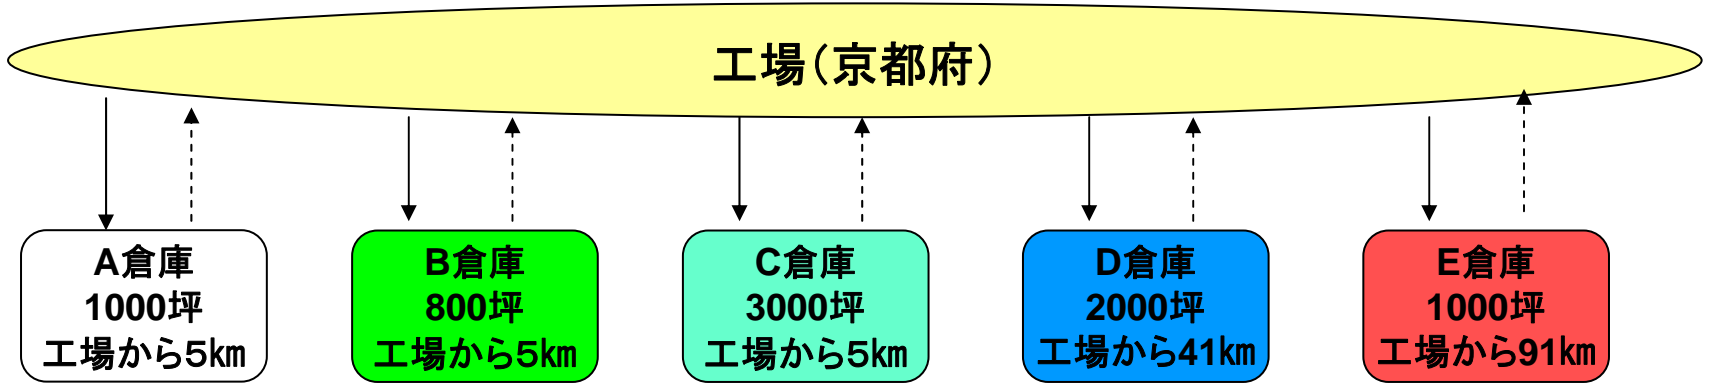 工場（京都府）
A倉庫
1000坪
工場から５㎞
B倉庫
800坪
工場から５㎞
C倉庫
3000坪
工場から５㎞
D倉庫
2000坪
工場から41㎞
E倉庫
1000坪
工場から91㎞